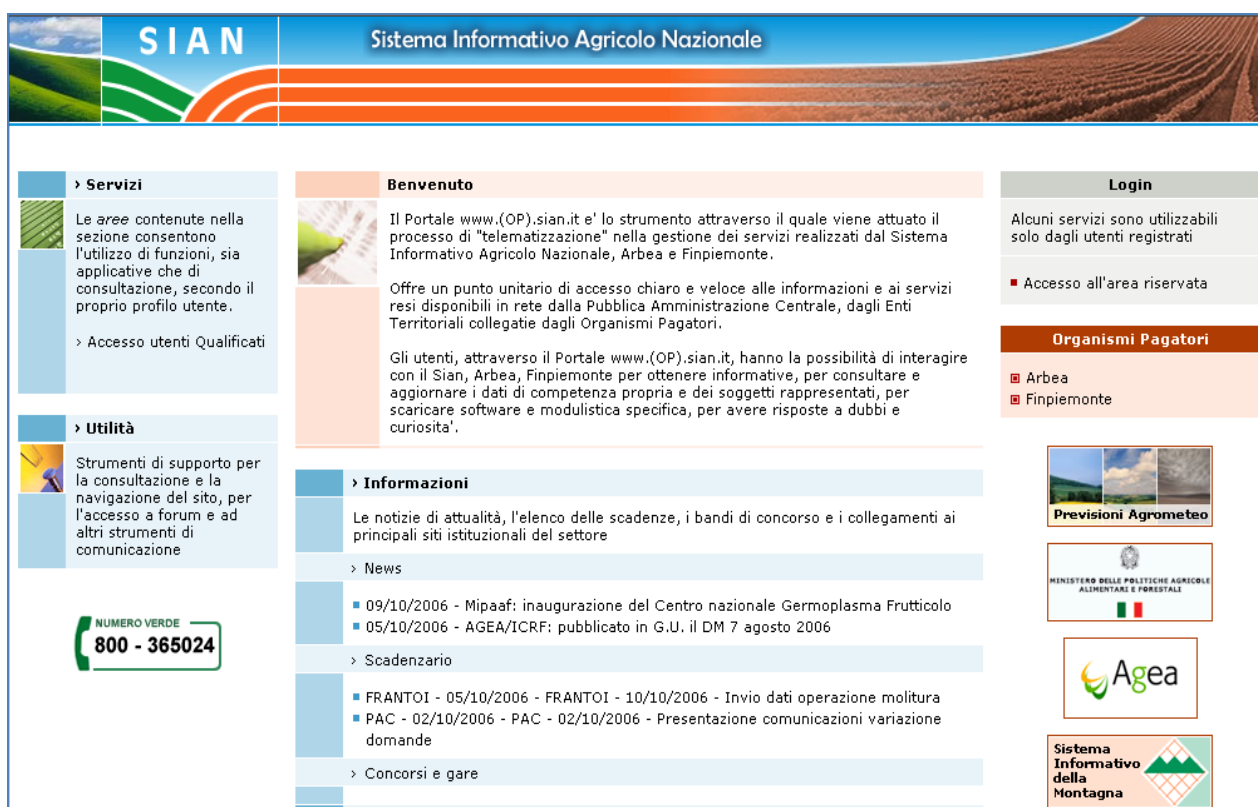 SIAN
Sistema Informativo Agricolo Nazionale
› Servizi
Le aree contenute nella
sezione consentono
l'utilizzo di funzioni, sia
applicative che di
consultazione, secondo il
proprio profilo utente.
› Accesso utenti Qualificati
› Utilità
Strumenti di supporto per
la consultazione e la
navigazione del sito, per
l'accesso a forum e ad
altri strumenti di
comunicazione
NUMERO VERDE
800 - 365024
Benvenuto
Il Portale www.(OP).sian.it e' lo strumento attraverso il quale viene attuato il
processo di "telematizzazione" nella gestione dei servizi realizzati dal Sistema
Informativo Agricolo Nazionale, Arbea e Finpiemonte.
Offre un punto unitario di accesso chiaro e veloce alle informazioni e ai servizi
resi disponibili in rete dalla Pubblica Amministrazione Centrale, dagli Enti
Territoriali collegatie dagli Organismi Pagatori.
Gli utenti, attraverso il Portale www.(OP).sian.it, hanno la possibilità di interagire
con il Sian, Arbea, Finpiemonte per ottenere informative, per consultare e
aggiornare i dati di competenza propria e dei soggetti rappresentati, per
scaricare software e modulistica specifica, per avere risposte a dubbi e
curiosita'.
› Informazioni
Le notizie di attualità, l'elenco delle scadenze, i bandi di concorso e i collegamenti ai
principali siti istituzionali del settore
› News
09/10/2006 - Mipaaf: inaugurazione del Centro nazionale Germoplasma Frutticolo
05/10/2006 - AGEA/ICRF: pubblicato in G.U. il DM 7 agosto 2006
› Scadenzario
FRANTOI - 05/10/2006 - FRANTOI - 10/10/2006 - Invio dati operazione molitura
PAC - 02/10/2006 - PAC - 02/10/2006 - Presentazione comunicazioni variazione
domande
› Concorsi e gare
Login
Alcuni servizi sono utilizzabili
solo dagli utenti registrati
Accesso all'area riservata
Organismi Pagatori
Arbea
Finpiemonte
Previsioni Agrometeo
MINISTERO DELLE POLITICHE AGRICOLE
ALIMENTARI E FORESTALI
Agea
Sistema
Informativo
della
Montagna